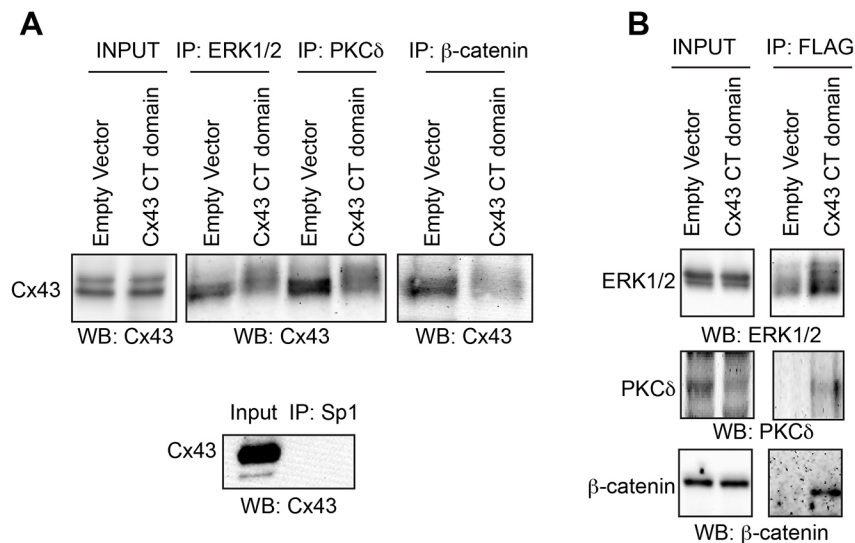 A
INPUT IP: ERK1/2 IP: PKCδ IP: β-catenin
Empty Vector
Cx43 CT domain
Empty Vector
Cx43 CT domain
Empty Vector
Cx43 CT domain
Empty Vector
Cx43 CT domain
Cx43
WB: Cx43 WB: Cx43 WB: Cx43
Input IP: Sp1
Cx43
WB: Cx43
B
INPUT IP: FLAG
Empty Vector
Cx43 CT domain
Empty Vector
Cx43 CT domain
ERK1/2
WB: ERK1/2
PKCδ
WB: PKCδ
β-catenin
WB: β-catenin